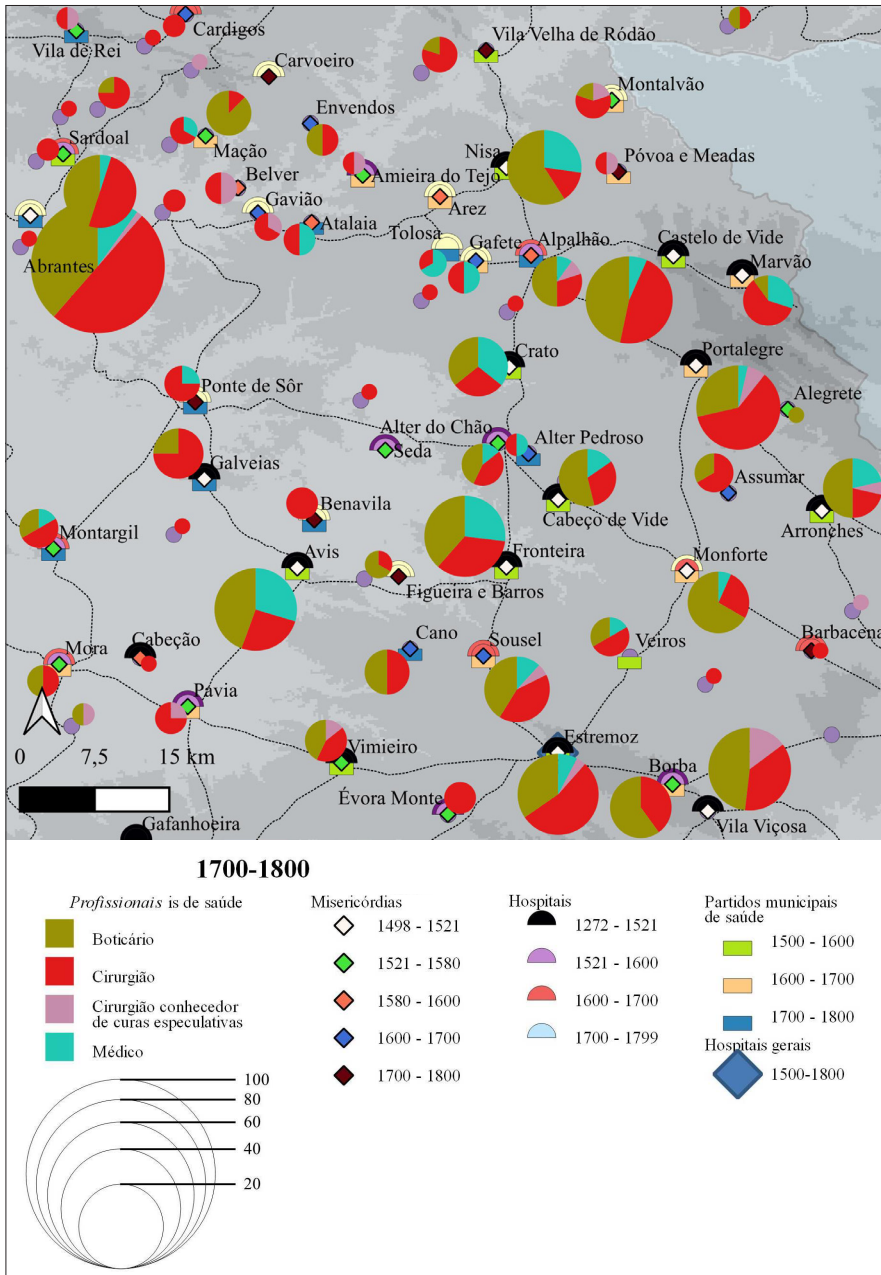 Cardigos
Vila de Rei
Vila Velha de Ródão
Carvoeiro
Montalvão
Envendos
Sardoal
Mação
Nisa
Póvoa e Meadas
Amieira do Tejo
Belver
Gavião
Arez
Atalaia
Tolosa
Gafete
Alpalhão
Castelo de Vide
Marvão
Abrantes
Crato
Portalegre
Ponte de Sôr
Alegrete
Alter do Chão
Seda
Alter Pedroso
Galveias
Assumar
Benavila
Cabeço de Vide
Arronches
Montargil
Avis
Fronteira
Monforte
Figueira e Barros
Cabeção
Cano
Sousel
Veiros
Barbacena
Mora
Pavia
0 7,5 15 km
Vimieiro
Estremoz
Borba
Évora Monte
Vila Viçosa
Gafanhoeira
1700-1800
Profissionais is de saúde
Boticário
Cirurgião
Cirurgião conhecedor
de curas especulativas
Médico
100
80
60
40
20
Misericórdias
1498 - 1521
1521 - 1580
1580 - 1600
1600 - 1700
1700 - 1800
Hospitais
1272 - 1521
1521 - 1600
1600 - 1700
1700 - 1799
Partidos municipais
de saúde
1500 - 1600
1600 - 1700
1700 - 1800
Hospitais gerais
1500-1800